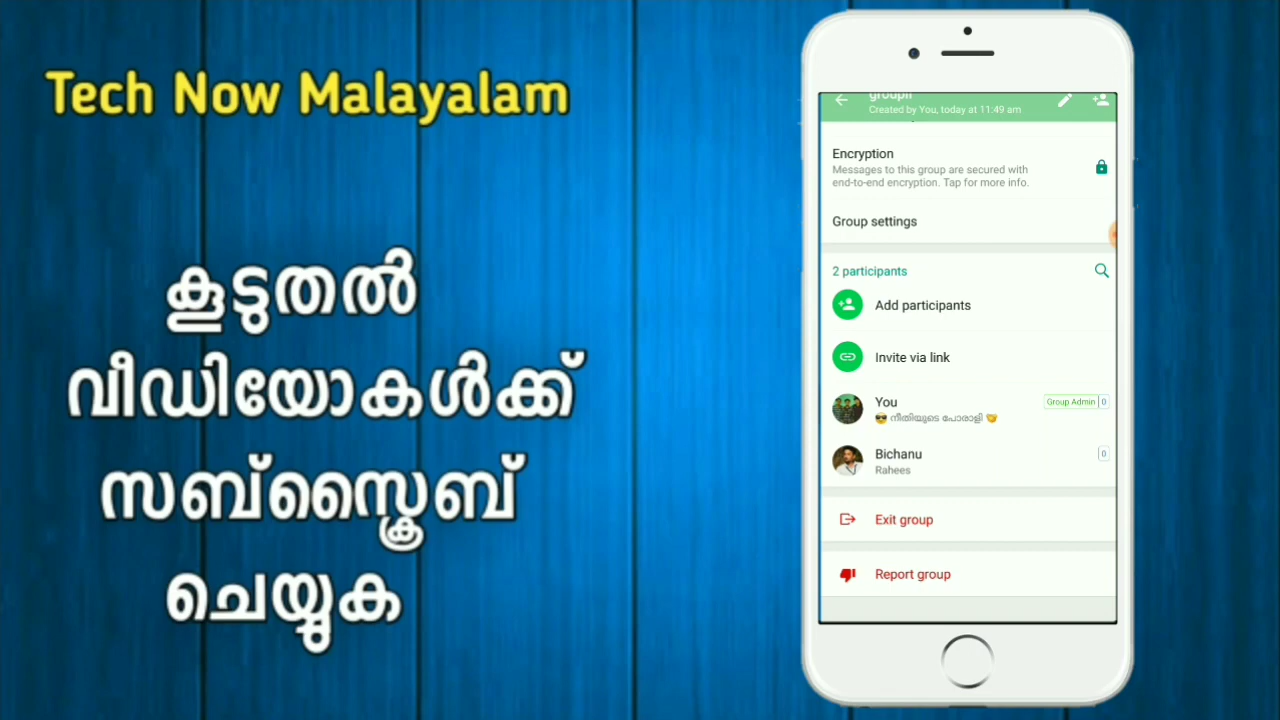 Tech Now Malayalam
കൂടുതൽ
വീഡിയോകൾക്ക്
സബ്സ്ക്രൈബ്
ചെയ്യുക
Created by You, today at 11:49 am
Encryption
Messages to this group are secured with
end-to-end encryption. Tap for more info.
Group settings
2 participants
Add participants
Invite via link
You
Group Admin 0
😎 നീതിയുടെ പോരാളി 🤝
Bichanu
0
Rahees
Exit group
Report group